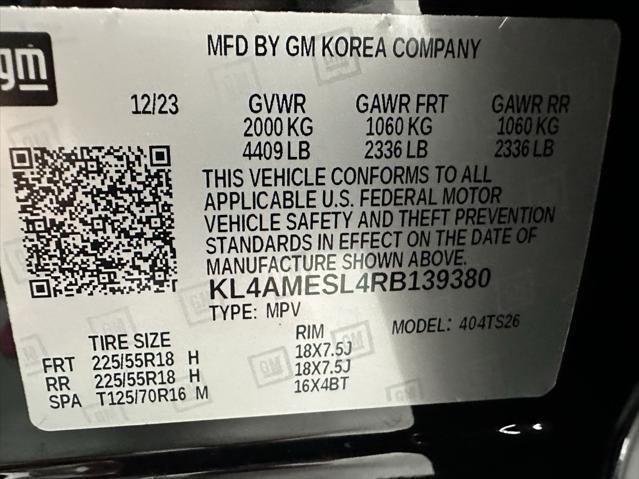 gm
MFD BY GM KOREA COMPANY
12/23 GVWR GAWR FRT GAWR RR
2000 KG 1060 KG 1060 KG
4409 LB 2336 LB 2336 LB
THIS VEHICLE CONFORMS TO ALL
APPLICABLE U.S. FEDERAL MOTOR
VEHICLE SAFETY AND THEFT PREVENTION
STANDARDS IN EFFECT ON THE DATE OF
MANUFACTURE SHOWN ABOVE.
KL4AMESL4RB139380
TYPE: MPV MODEL: 404TS26
TIRE SIZE RIM
FRT 225/55R18 H 18X7.5J
RR 225/55R18 H 18X7.5J
SPA T125/70R16 M 16X4BT